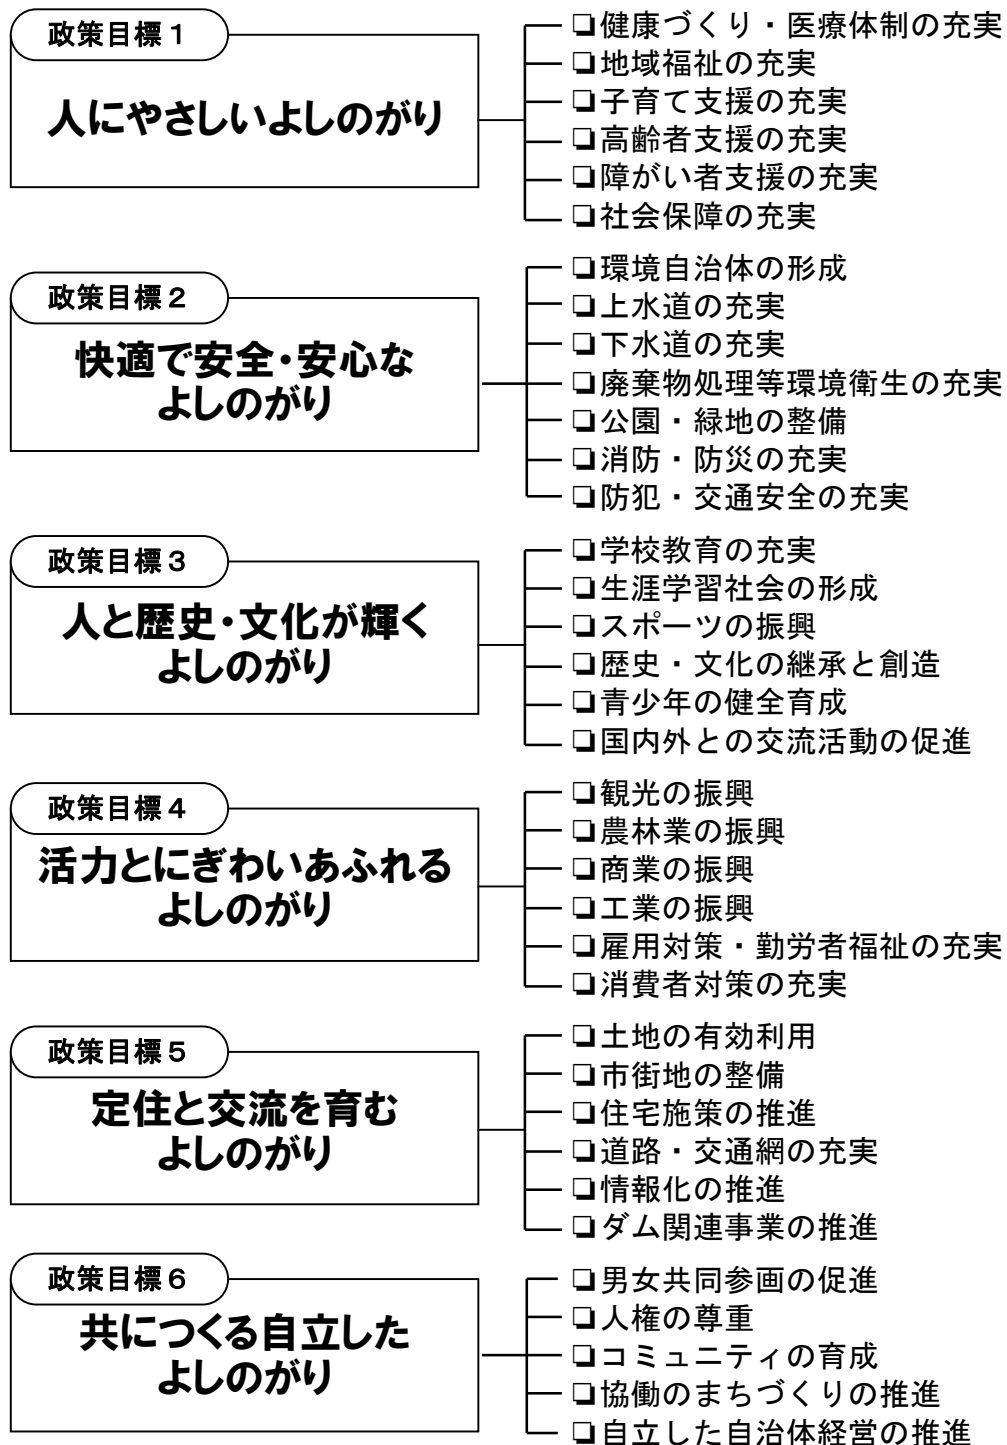 政策目標1
人にやさしいよしのがり
❏健康づくり・医療体制の充実
❏地域福祉の充実
❏子育て支援の充実
❏高齢者支援の充実
❏障がい者支援の充実
❏社会保障の充実
政策目標2
快適で安全・安心な
よしのがり
❏環境自治体の形成
❏上水道の充実
❏下水道の充実
❏廃棄物処理等環境衛生の充実
❏公園・緑地の整備
❏消防・防災の充実
❏防犯・交通安全の充実
政策目標3
人と歴史・文化が輝く
よしのがり
❏学校教育の充実
❏生涯学習社会の形成
❏スポーツの振興
❏歴史・文化の継承と創造
❏青少年の健全育成
❏国内外との交流活動の促進
政策目標4
活力とにぎわいあふれる
よしのがり
❏観光の振興
❏農林業の振興
❏商業の振興
❏工業の振興
❏雇用対策・勤労者福祉の充実
❏消費者対策の充実
政策目標5
定住と交流を育む
よしのがり
❏土地の有効利用
❏市街地の整備
❏住宅施策の推進
❏道路・交通網の充実
❏情報化の推進
❏ダム関連事業の推進
政策目標6
共につくる自立した
よしのがり
❏男女共同参画の促進
❏人権の尊重
❏コミュニティの育成
❏協働のまちづくりの推進
❏自立した自治体経営の推進